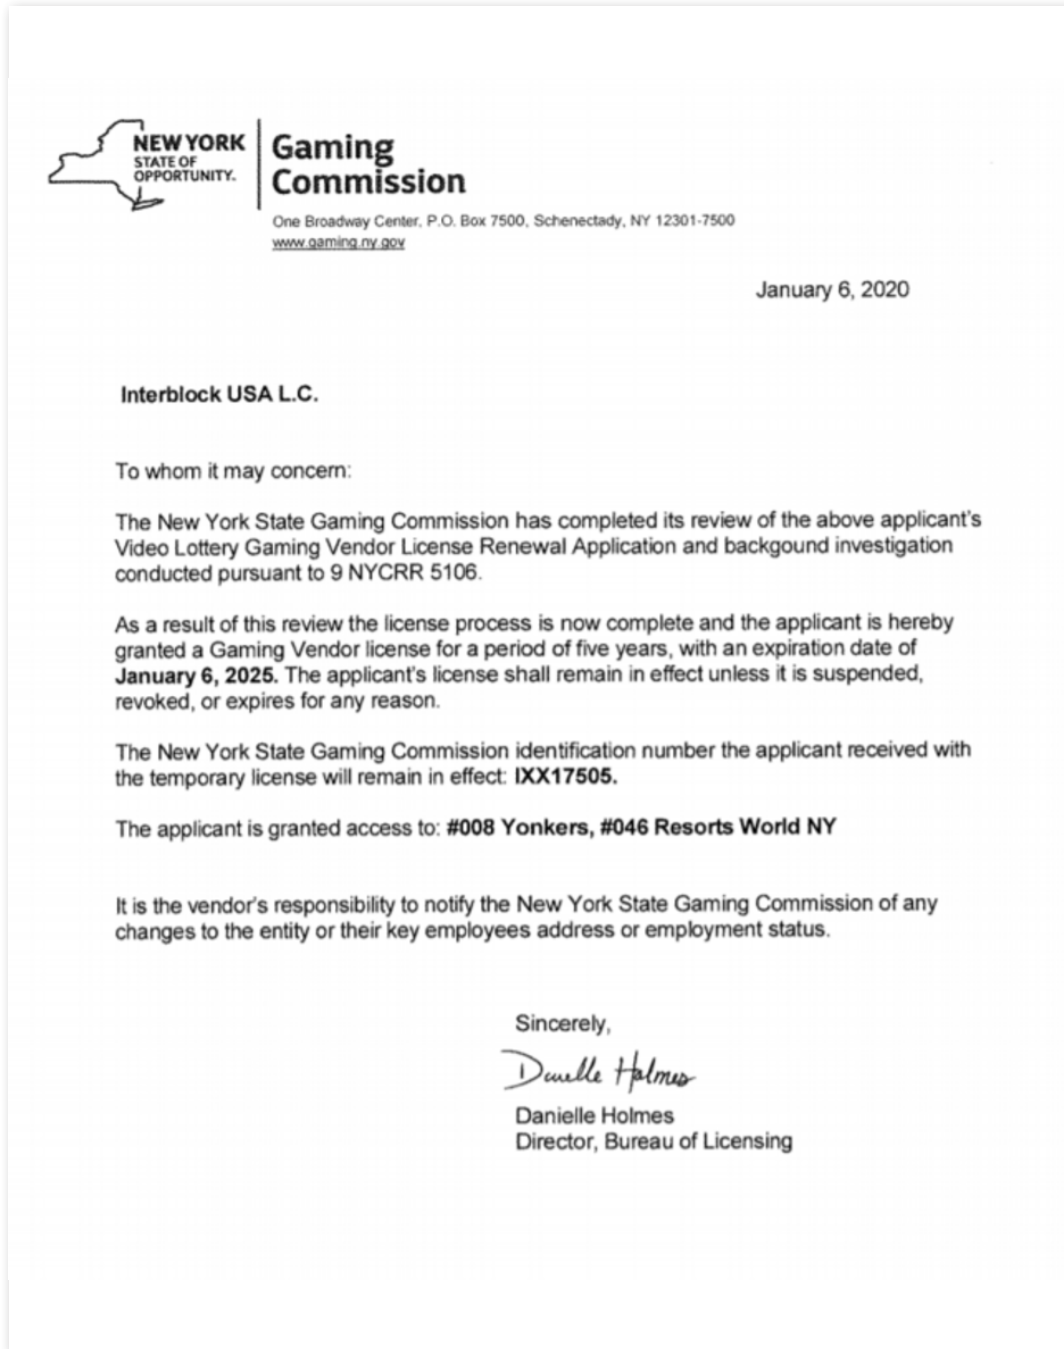 NEW YORK
STATE OF
OPPORTUNITY.
Gaming
Commission
One Broadway Center, P.O. Box 7500, Schenectady, NY 12301-7500
www.gaming.ny.gov
January 6, 2020
Interblock USA L.C.
To whom it may concern:
The New York State Gaming Commission has completed its review of the above applicant's
Video Lottery Gaming Vendor License Renewal Application and backgound investigation
conducted pursuant to 9 NYCRR 5106.
As a result of this review the license process is now complete and the applicant is hereby
granted a Gaming Vendor license for a period of five years, with an expiration date of
January 6, 2025. The applicant's license shall remain in effect unless it is suspended,
revoked, or expires for any reason.
The New York State Gaming Commission identification number the applicant received with
the temporary license will remain in effect: IXX17505.
The applicant is granted access to: #008 Yonkers, #046 Resorts World NY
It is the vendor's responsibility to notify the New York State Gaming Commission of any
changes to the entity or their key employees address or employment status.
Sincerely,
Danielle Holmes
Danielle Holmes
Director, Bureau of Licensing